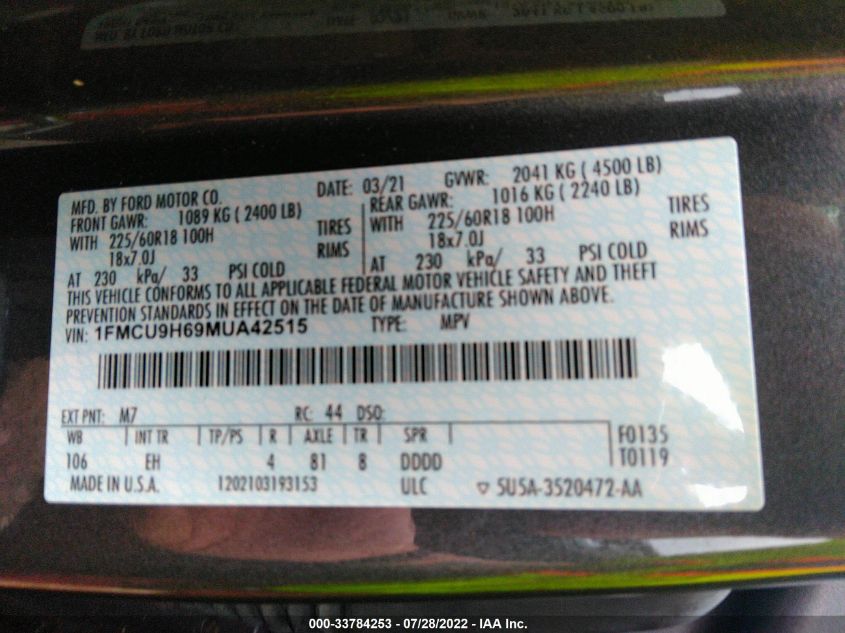 MFD. BY FORD MOTOR CO.
DATE: 03/21 GVWR: 2041 KG ( 4500 LB)
FRONT GAWR: 1089 KG ( 2400 LB)
WITH 225/60R18 100H TIRES
18x7.0J RIMS
AT 230 kPa/ 33 PSI COLD
REAR GAWR: 1016 KG ( 2240 LB)
WITH 225/60R18 100H TIRES
18x7.0J RIMS
AT 230 kPa/ 33 PSI COLD
THIS VEHICLE CONFORMS TO ALL APPLICABLE FEDERAL MOTOR VEHICLE SAFETY AND THEFT
PREVENTION STANDARDS IN EFFECT ON THE DATE OF MANUFACTURE SHOWN ABOVE.
VIN: 1FMCU9H69MUA42515 TYPE: MPV
EXT PNT: M7 RC: 44 DSO:
WB INT TR TP/PS R AXLE TR SPR F0135
106 EH 4 81 8 DDDD T0119
MADE IN U.S.A. 1202103193153 ULC ▽ SU5A-3520472-AA
000-33784253 - 07/28/2022 - IAA Inc.